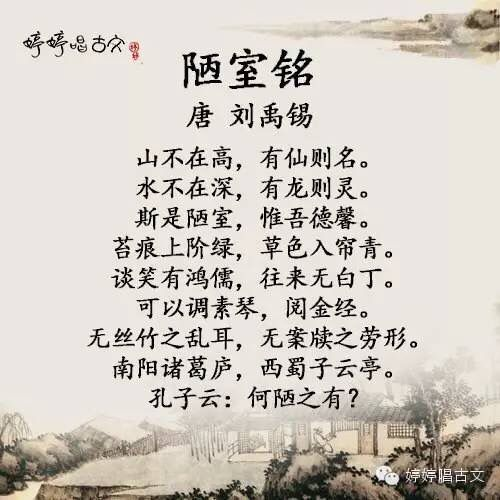 婷婷唱古文
陋室铭
唐 刘禹锡
山不在高，有仙则名。
水不在深，有龙则灵。
斯是陋室，惟吾德馨。
苔痕上阶绿，草色入帘青。
谈笑有鸿儒，往来无白丁。
可以调素琴，阅金经。
无丝竹之乱耳，无案牍之劳形。
南阳诸葛庐，西蜀子云亭。
孔子云：何陋之有？
婷婷唱古文